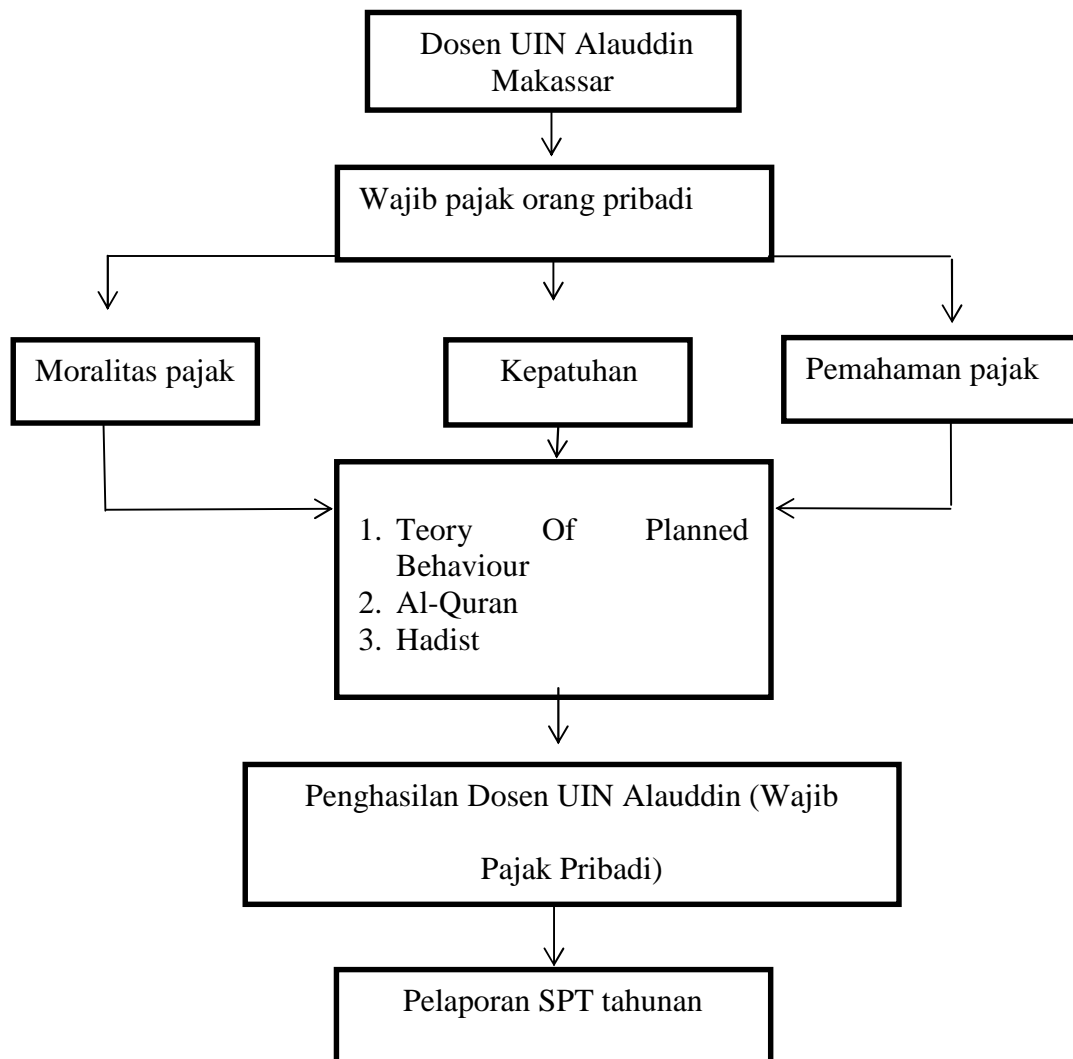 Dosen UIN Alauddin
Makassar
Wajib pajak orang pribadi
Moralitas pajak
Kepatuhan
Pemahaman pajak
1. Teory Of Planned
Behaviour
2. Al-Quran
3. Hadist
Penghasilan Dosen UIN Alauddin (Wajib
Pajak Pribadi)
Pelaporan SPT tahunan